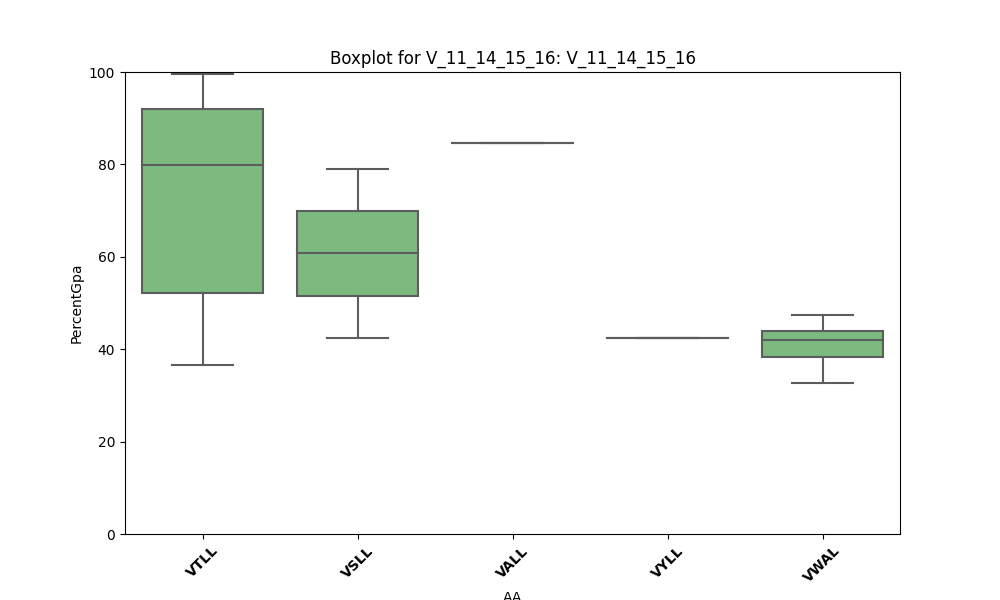 Boxplot for V_11_14_15_16: V_11_14_15_16
100
80
60
40
20
0
PercentGpa
VTLL
VSLL
VALL
VYLL
VWAL
AA